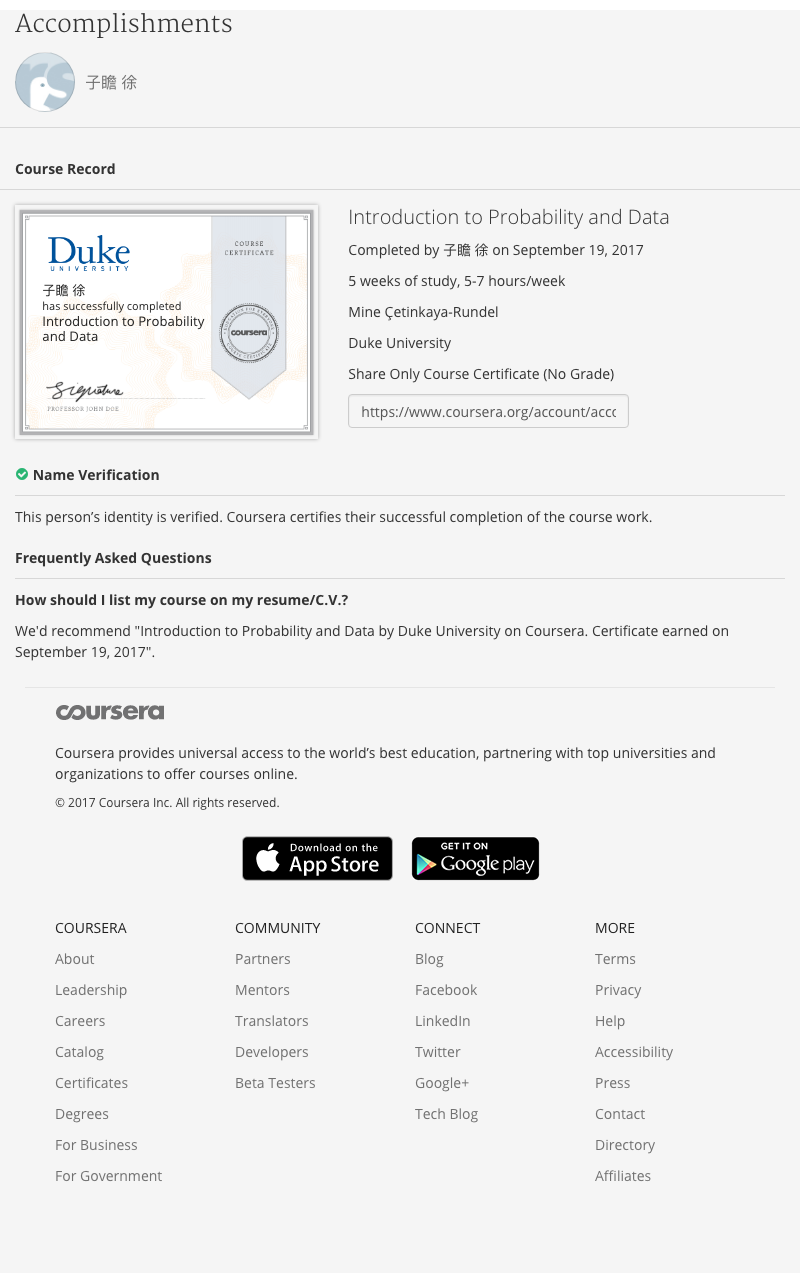 Accomplishments
子瞻 徐
Course Record
Duke
UNIVERSITY
COURSE
CERTIFICATE
子瞻 徐
has successfully completed
Introduction to Probability
and Data
EDUCATION FOR EVERYONE
coursera
COURSE CERTIFICATE
Signature
PROFESSOR JOHN DOE
Introduction to Probability and Data
Completed by 子瞻 徐 on September 19, 2017
5 weeks of study, 5-7 hours/week
Mine Çetinkaya-Rundel
Duke University
Share Only Course Certificate (No Grade)
https://www.coursera.org/account/acco
Name Verification
This person’s identity is verified. Coursera certifies their successful completion of the course work.
Frequently Asked Questions
How should I list my course on my resume/C.V.?
We'd recommend "Introduction to Probability and Data by Duke University on Coursera. Certificate earned on
September 19, 2017".
coursera
Coursera provides universal access to the world’s best education, partnering with top universities and
organizations to offer courses online.
© 2017 Coursera Inc. All rights reserved.
Download on the
App Store
GET IT ON
Google play
COURSERA
About
Leadership
Careers
Catalog
Certificates
Degrees
For Business
For Government
COMMUNITY
Partners
Mentors
Translators
Developers
Beta Testers
CONNECT
Blog
Facebook
LinkedIn
Twitter
Google+
Tech Blog
MORE
Terms
Privacy
Help
Accessibility
Press
Contact
Directory
Affiliates